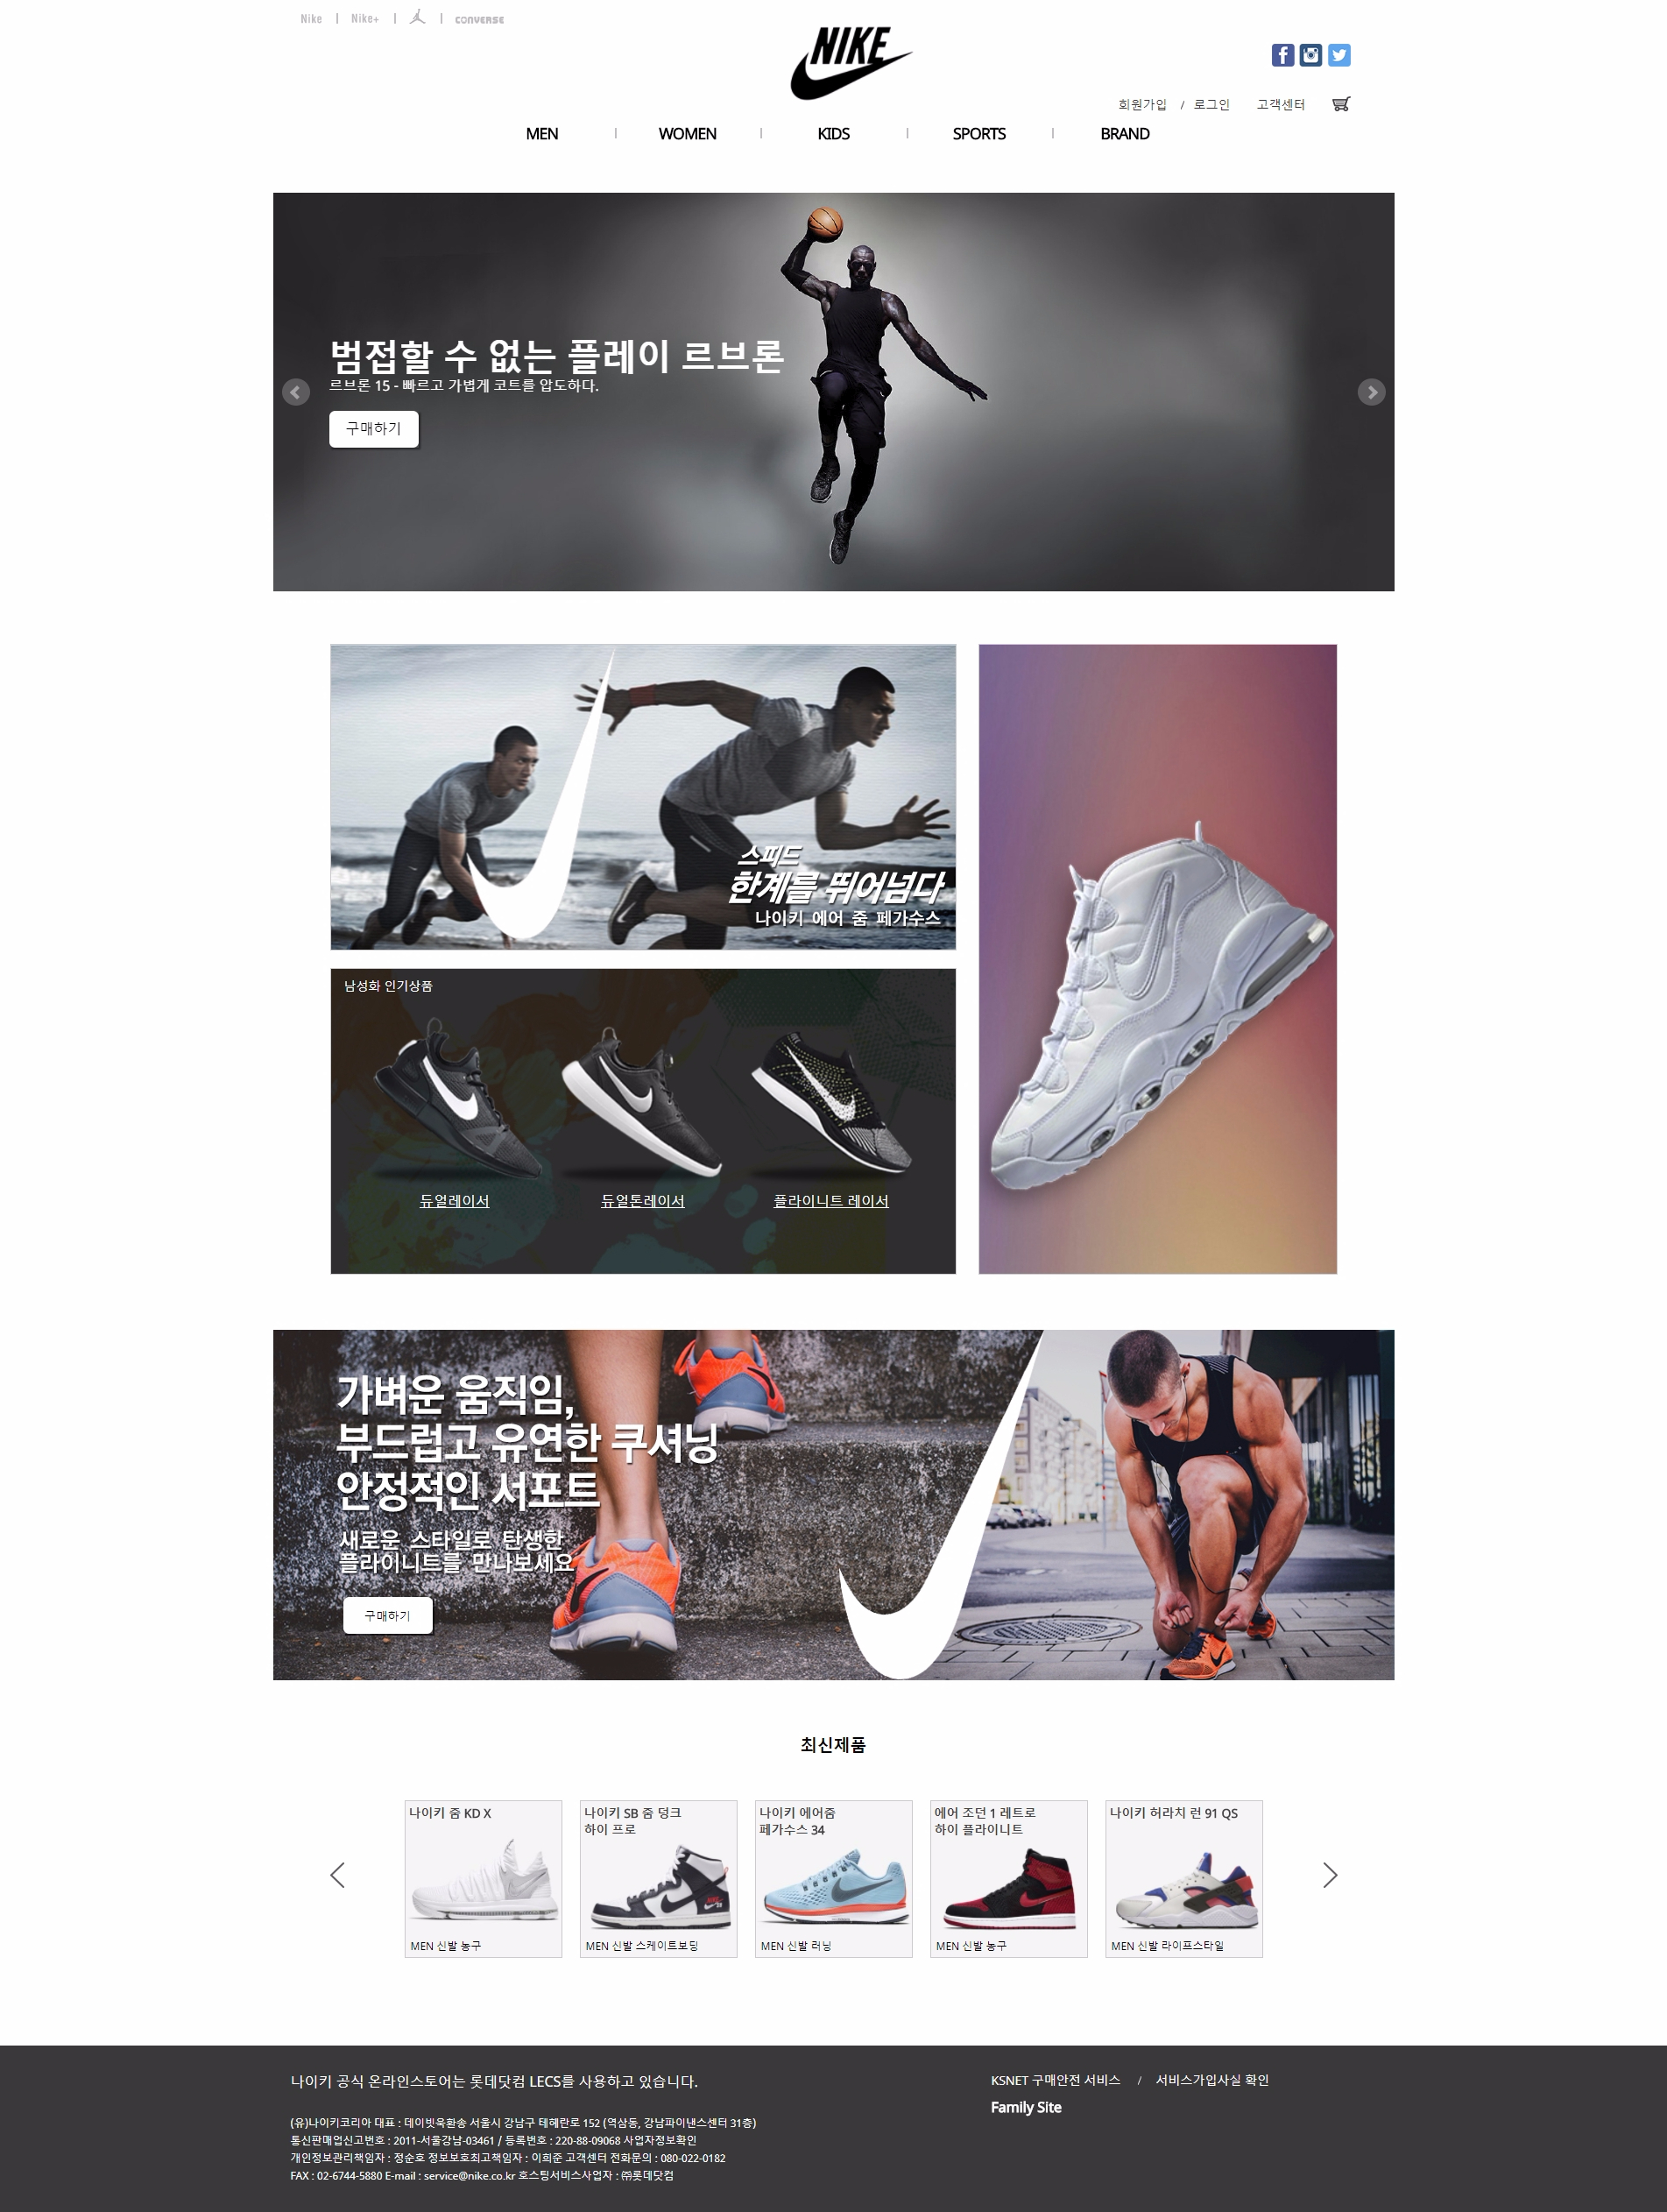 Nike | Nike+ | | CONVERSE
NIKE
회원가입 / 로그인 고객센터
MEN | WOMEN | KIDS | SPORTS | BRAND
범접할 수 없는 플레이 르브론
르브론 15 - 빠르고 가볍게 코트를 압도하다.
구매하기
스피드
한계를 뛰어넘다
나이키 에어 줌 페가수스
남성화 인기상품
듀얼레이서
듀얼톤레이서
플라이니트 레이서
가벼운 움직임,
부드럽고 유연한 쿠셔닝
안정적인 서포트
새로운 스타일로 탄생한
플라이니트를 만나보세요
구매하기
최신제품
나이키 줌 KD X
MEN 신발 농구
나이키 SB 줌 덩크
하이 프로
MEN 신발 스케이트보딩
나이키 에어줌
페가수스 34
MEN 신발 러닝
에어 조던 1 레트로
하이 플라이니트
MEN 신발 농구
나이키 허라치 런 91 QS
MEN 신발 라이프스타일
나이키 공식 온라인스토어는 롯데닷컴 LECS를 사용하고 있습니다.
(유)나이키코리아 대표 : 데이빗욱환송 서울시 강남구 테헤란로 152 (역삼동, 강남파이낸스센터 31층)
통신판매업신고번호 : 2011-서울강남-03461 / 등록번호 : 220-88-09068 사업자정보확인
개인정보관리책임자 : 정순호 정보보호최고책임자 : 이희준 고객센터 전화문의 : 080-022-0182
FAX : 02-6744-5880 E-mail : service@nike.co.kr 호스팅서비스사업자 : ㈜롯데닷컴
KSNET 구매안전 서비스 / 서비스가입사실 확인
Family Site